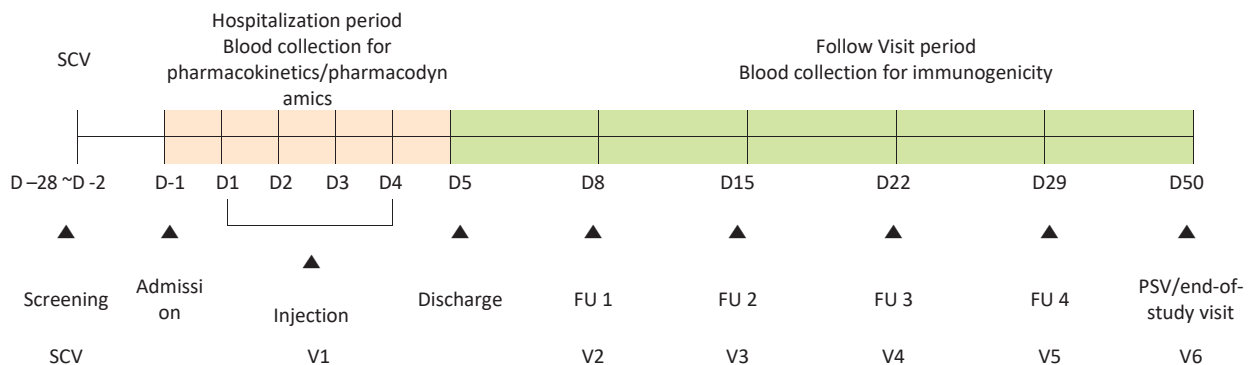 SCV
Hospitalization period
Blood collection for
pharmacokinetics/pharmacodyn
amics
Follow Visit period
Blood collection for immunogenicity
D –28 ~D -2 D-1 D1 D2 D3 D4 D5 D8 D15 D22 D29 D50
Screening
Admissi
on
Injection
Discharge
FU 1
FU 2
FU 3
FU 4
PSV/end-of-
study visit
SCV V1 V2 V3 V4 V5 V6